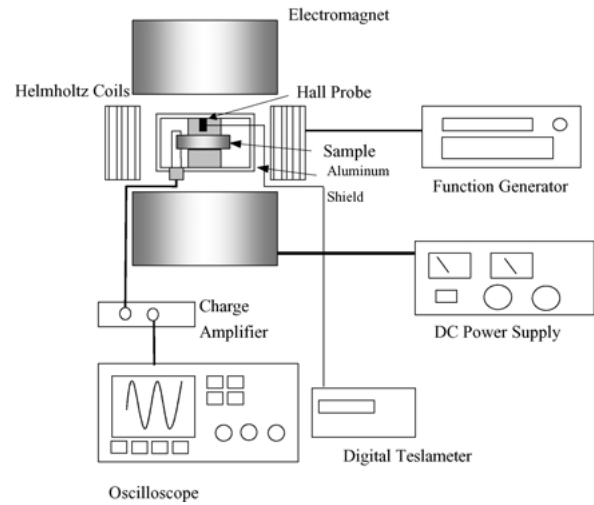 Electromagnet
Helmholtz Coils
Hall Probe
Sample
Aluminum
Shield
Function Generator
Charge
Amplifier
DC Power Supply
Digital Teslameter
Oscilloscope